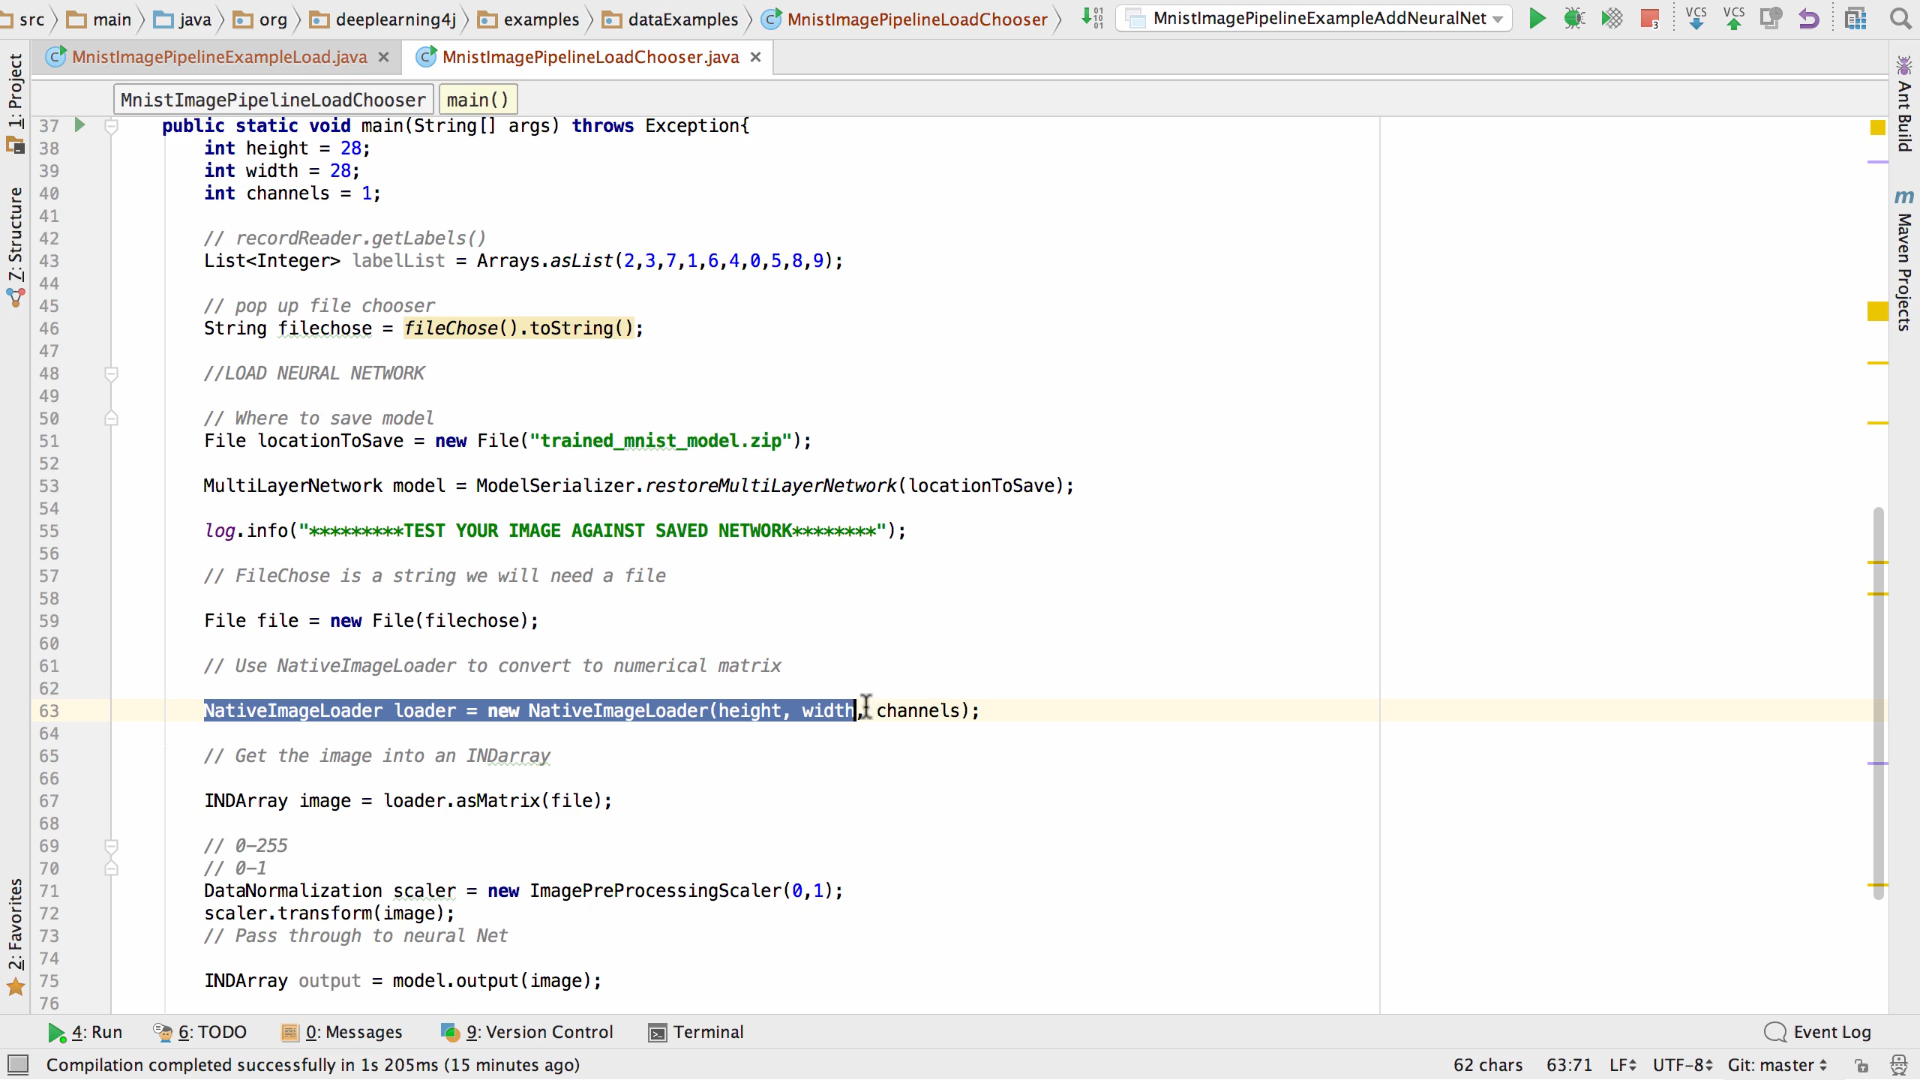 src main java org deeplearning4j examples dataExamples MnistImagePipelineLoadChooser MnistImagePipelineExampleAddNeuralNet VCS VCS
MnistImagePipelineExampleLoad.java MnistImagePipelineLoadChooser.java
MnistImagePipelineLoadChooser main()
1: Project
Z: Structure
2: Favorites
Ant Build
Maven Projects
37 public static void main(String[] args) throws Exception{
38 int height = 28;
39 int width = 28;
40 int channels = 1;
41
42 // recordReader.getLabels()
43 List<Integer> labelList = Arrays.asList(2,3,7,1,6,4,0,5,8,9);
44
45 // pop up file chooser
46 String filechose = fileChose().toString();
47
48 //LOAD NEURAL NETWORK
49
50 // Where to save model
51 File locationToSave = new File("trained_mnist_model.zip");
52
53 MultiLayerNetwork model = ModelSerializer.restoreMultiLayerNetwork(locationToSave);
54
55 log.info("*********TEST YOUR IMAGE AGAINST SAVED NETWORK********");
56
57 // FileChose is a string we will need a file
58
59 File file = new File(filechose);
60
61 // Use NativeImageLoader to convert to numerical matrix
62
63 NativeImageLoader loader = new NativeImageLoader(height, width, channels);
64
65 // Get the image into an INDarray
66
67 INDArray image = loader.asMatrix(file);
68
69 // 0-255
70 // 0-1
71 DataNormalization scaler = new ImagePreProcessingScaler(0,1);
72 scaler.transform(image);
73 // Pass through to neural Net
74
75 INDArray output = model.output(image);
76
4: Run 6: TODO 0: Messages 9: Version Control Terminal Event Log
Compilation completed successfully in 1s 205ms (15 minutes ago) 62 chars 63:71 LF UTF-8 Git: master